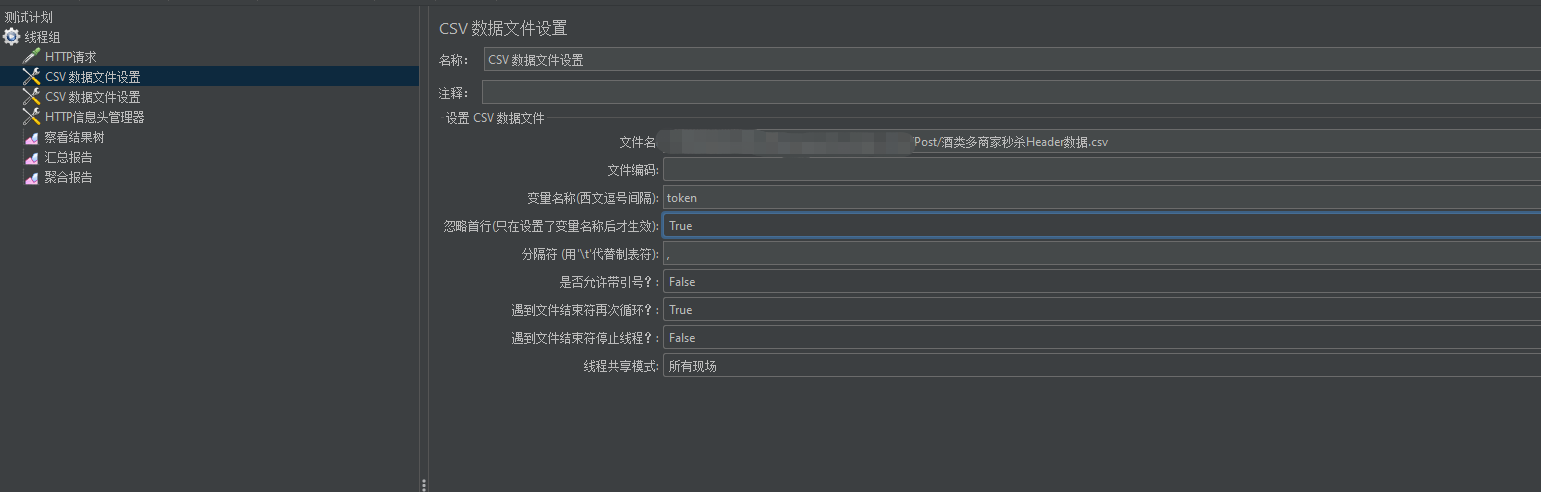 测试计划
线程组
HTTP请求
CSV 数据文件设置
CSV 数据文件设置
HTTP信息头管理器
察看结果树
汇总报告
聚合报告
CSV 数据文件设置
名称： CSV 数据文件设置
注释：
设置 CSV 数据文件
文件名 Post/酒类多商家秒杀Header数据.csv
文件编码:
变量名称(西文逗号间隔): token
忽略首行(只在设置了变量名称后才生效): True
分隔符 (用'\t'代替制表符): ,
是否允许带引号？: False
遇到文件结束符再次循环？: True
遇到文件结束符停止线程？: False
线程共享模式: 所有现场